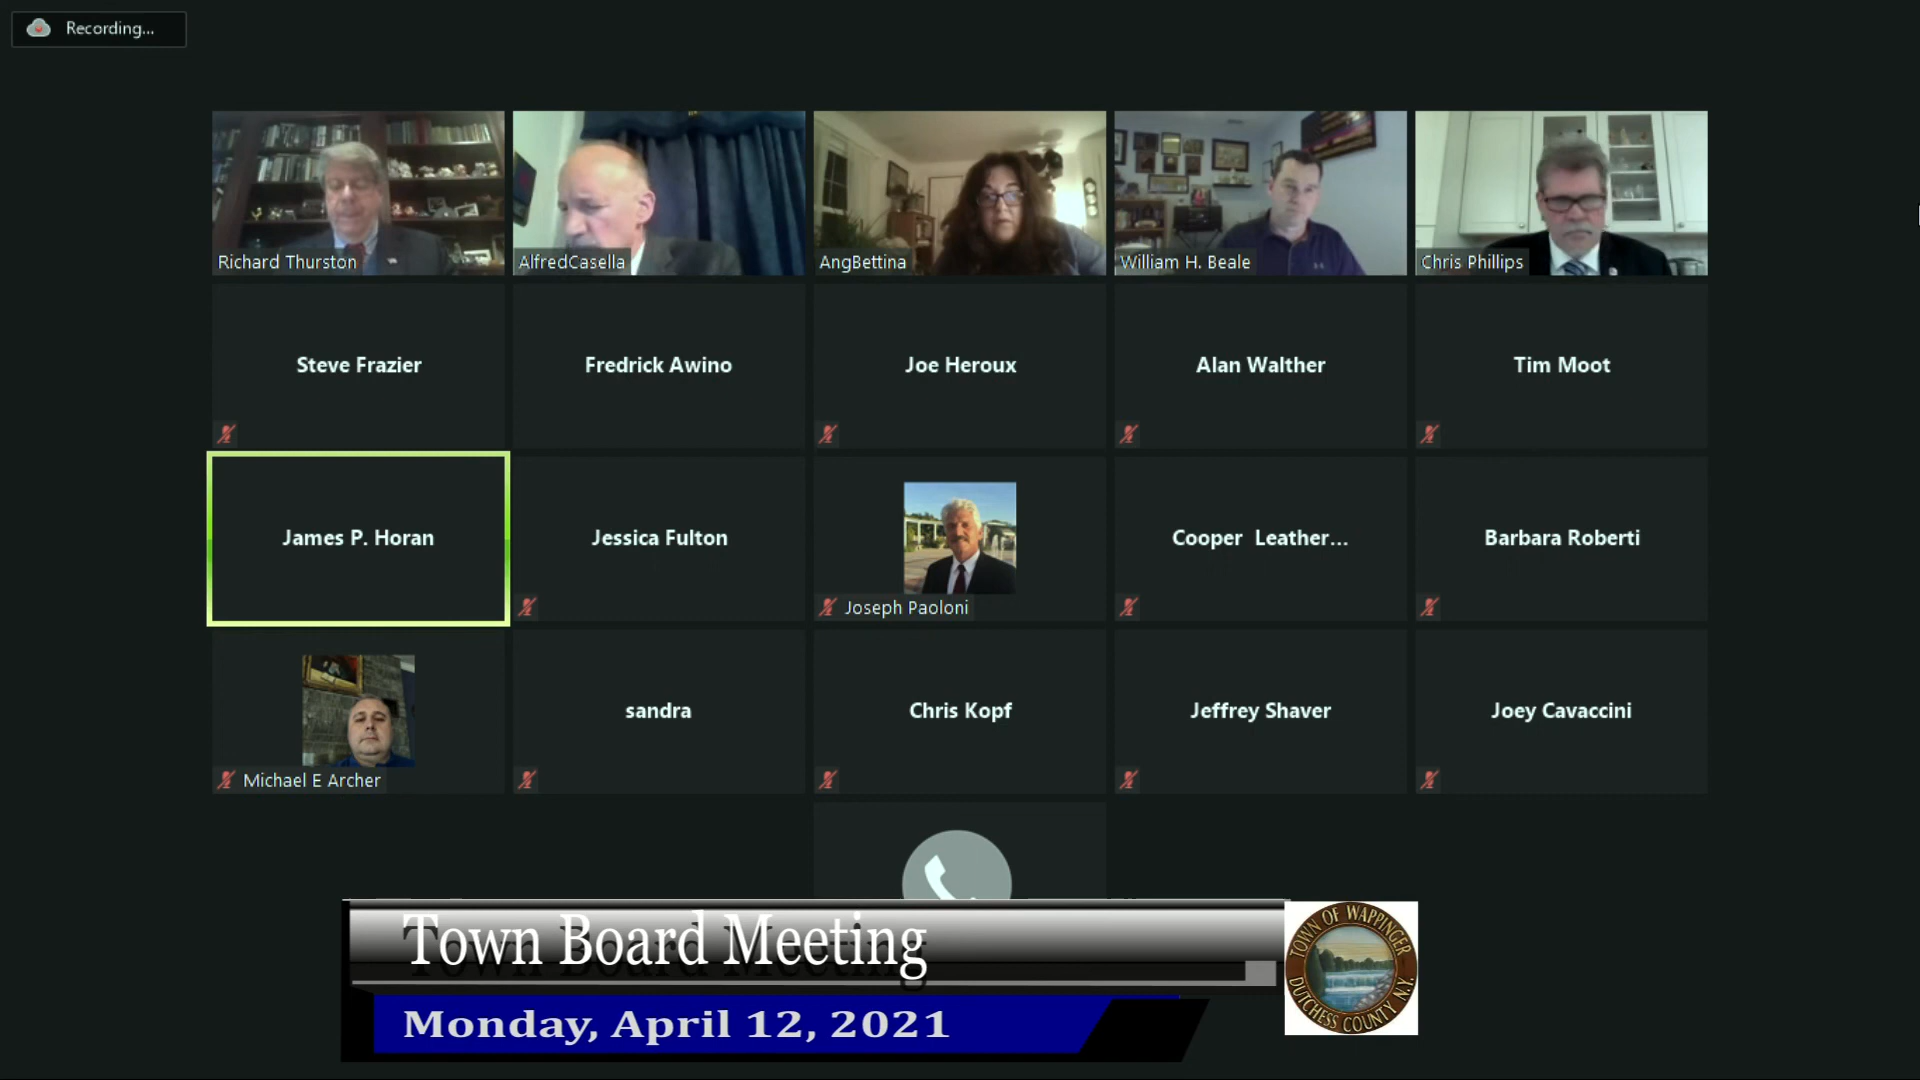 Recording...
Richard Thurston
AlfredCasella
AngBettina
William H. Beale
Chris Phillips
Steve Frazier
Fredrick Awino
Joe Heroux
Alan Walther
Tim Moot
James P. Horan
Jessica Fulton
Joseph Paoloni
Cooper Leather...
Barbara Roberti
Michael E Archer
sandra
Chris Kopf
Jeffrey Shaver
Joey Cavaccini
Town Board Meeting
Monday, April 12, 2021
TOWN OF WAPPINGER
DUTCHESS COUNTY N.Y.